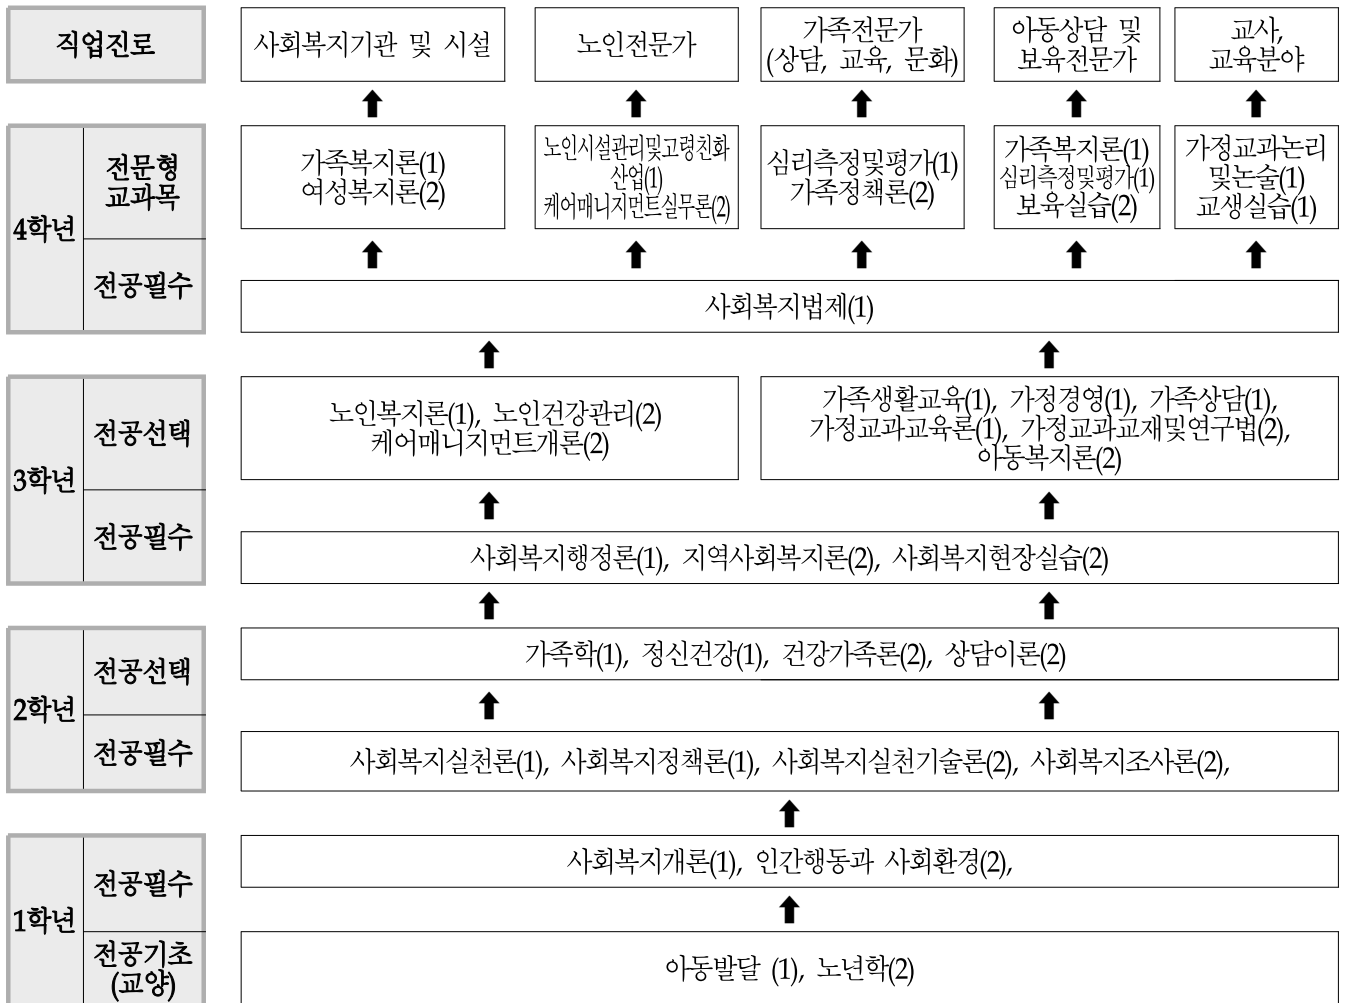 직업진로
사회복지기관 및 시설
노인전문가
가족전문가
(상담, 교육, 문화)
아동상담 및
보육전문가
교사,
교육분야
4학년
전문형
교과목
가족복지론(1)
여성복지론(2)
노인시설관리및고령친화
산업(1)
케어매니지먼트실무론(2)
심리측정및평가(1)
가족정책론(2)
가족복지론(1)
심리측정및평가(1)
보육실습(2)
가정교과논리
및논술(1)
교생실습(1)
전공필수
사회복지법제(1)
3학년
전공선택
노인복지론(1), 노인건강관리(2)
케어매니지먼트개론(2)
가족생활교육(1), 가정경영(1), 가족상담(1),
가정교과교육론(1), 가정교과교재및연구법(2),
아동복지론(2)
전공필수
사회복지행정론(1), 지역사회복지론(2), 사회복지현장실습(2)
2학년
전공선택
가족학(1), 정신건강(1), 건강가족론(2), 상담이론(2)
전공필수
사회복지실천론(1), 사회복지정책론(1), 사회복지실천기술론(2), 사회복지조사론(2),
1학년
전공필수
사회복지개론(1), 인간행동과 사회환경(2),
전공기초
(교양)
아동발달 (1), 노년학(2)